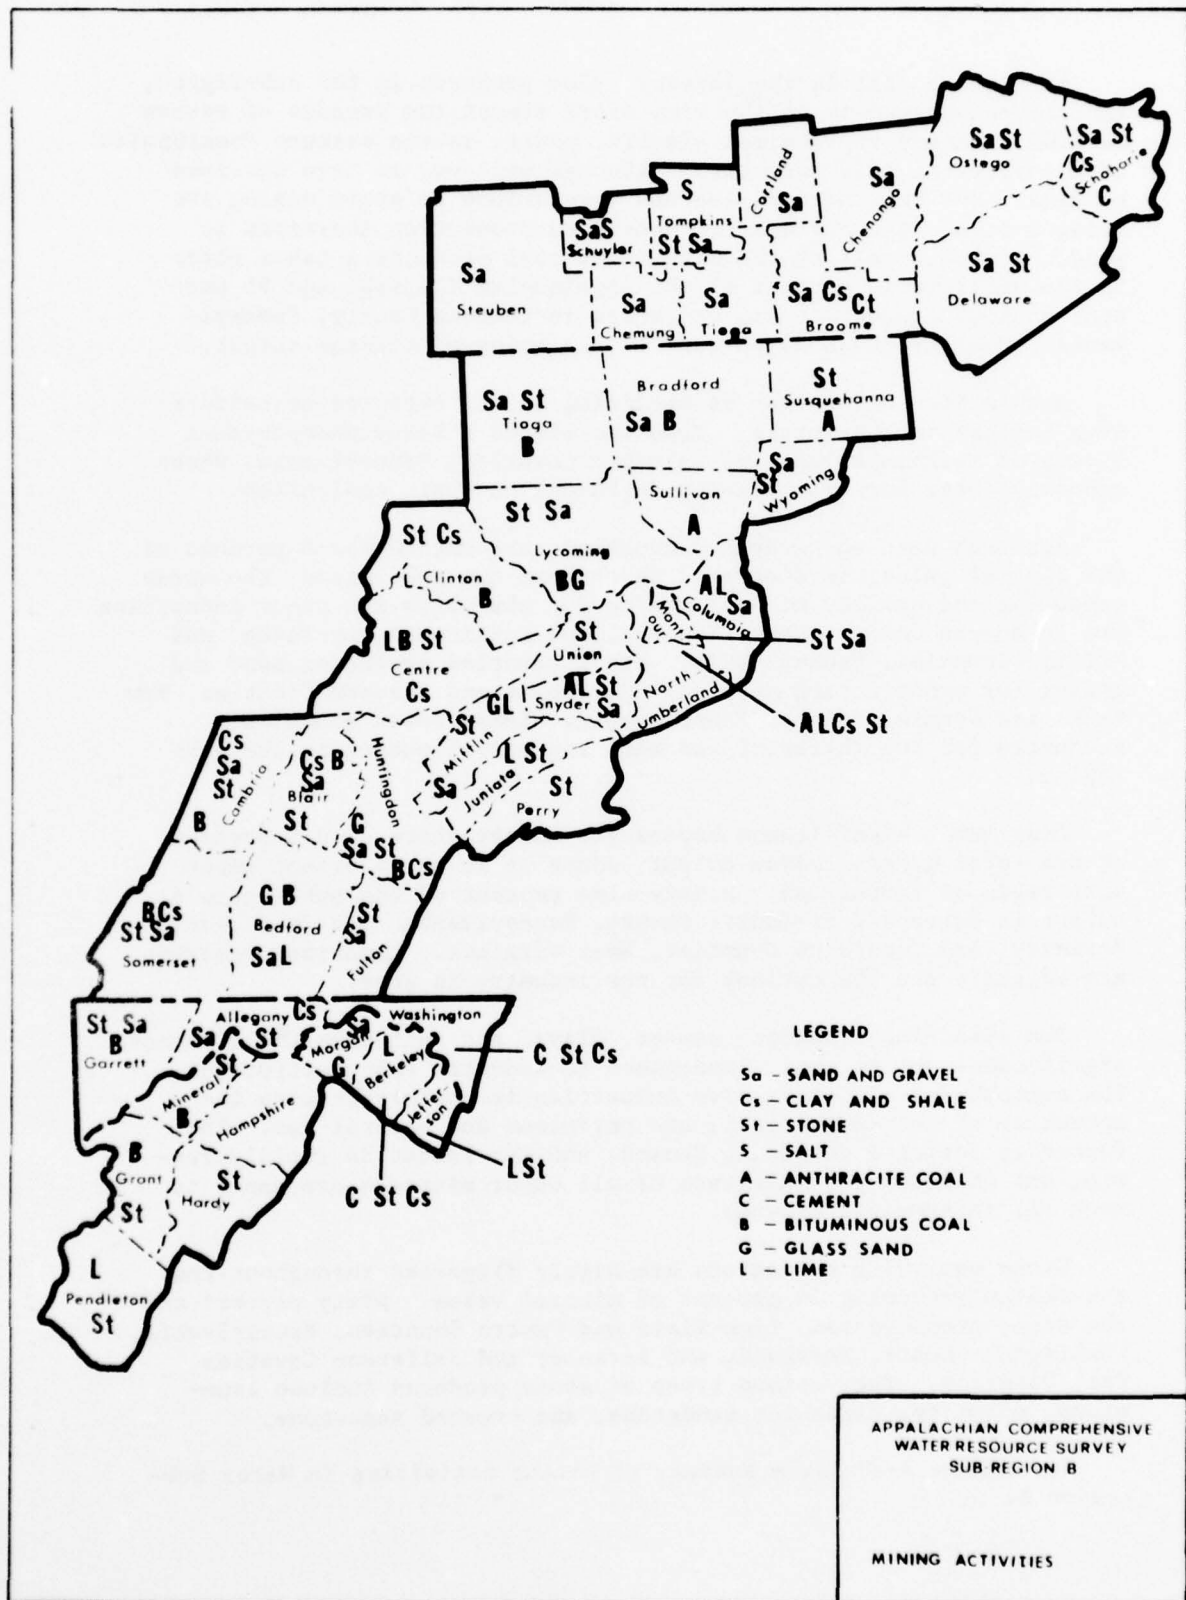 Sa St
Ostego
Sa St
Cs
Schoharie
C
Cortland
Sa
Sa
Chenango
S
Tompkins
St Sa
SaS
Schuyler
Sa
Steuben
Sa
Chemung
Sa
Tioga
Sa Cs Ct
Broome
Sa St
Delaware
Sa St
Tioga
B
Bradford
Sa B
St
Susquehanna
A
Sa
St
Wyoming
Sullivan
A
St Sa
Lycoming
BG
St Cs
L Clinton
B
AL
Sa
Columbia
Mont
our
L
St Sa
LB St
Centre
Cs
St
Union
AL St
Snyder
Sa
North
umberland
ALCs St
GL
St
Mifflin
Sa
L St
Juniata
St
Perry
Cs
Sa
St
Cambria
B
Cs B
Sa
Blair
St
Huntingdon
G
Sa St
BCs
BCs
St Sa
Somerset
G B
Bedford
SaL
St
Sa
Fulton
St Sa
B
Garrett
Allegany
Cs
Sa
St
Sa
Washington
C St Cs
Morgan
G
L
Berkeley
Jeffer-
son
LSt
C St Cs
St
Mineral
B
Hampshire
B
Grant
St
St
Hardy
L
Pendleton
St
LEGEND
Sa – SAND AND GRAVEL
Cs – CLAY AND SHALE
St – STONE
S – SALT
A – ANTHRACITE COAL
C – CEMENT
B – BITUMINOUS COAL
G – GLASS SAND
L – LIME
APPALACHIAN COMPREHENSIVE
WATER RESOURCE SURVEY
SUB-REGION B
MINING ACTIVITIES